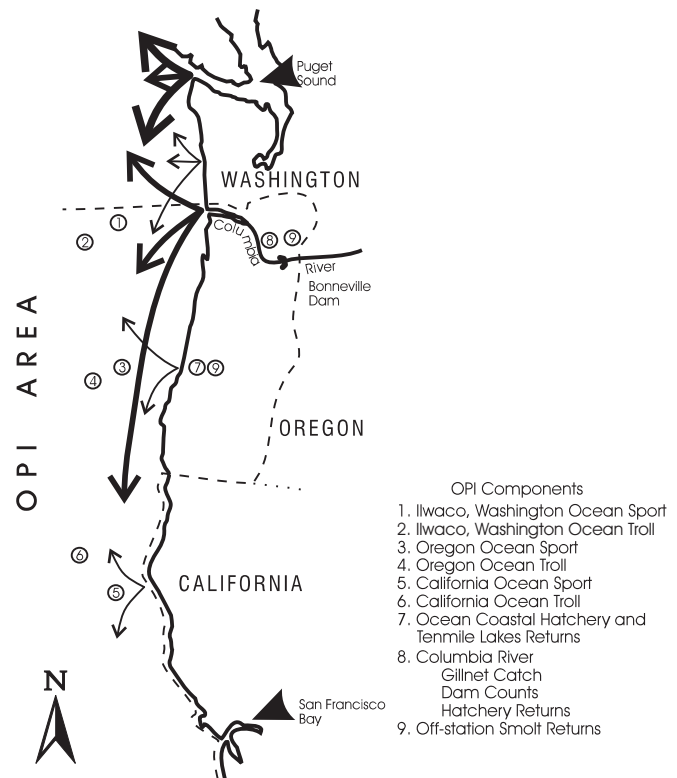 Puget
Sound
WASHINGTON
1
2
Columbia
8
9
River
Bonneville
Dam
OPI AREA
3
4
7
9
OREGON
OPI Components
1. Ilwaco, Washington Ocean Sport
2. Ilwaco, Washington Ocean Troll
3. Oregon Ocean Sport
4. Oregon Ocean Troll
5. California Ocean Sport
6. California Ocean Troll
7. Ocean Coastal Hatchery and
Tenmile Lakes Returns
8. Columbia River
Gillnet Catch
Dam Counts
Hatchery Returns
9. Off-station Smolt Returns
6
5
CALIFORNIA
N
San Francisco
Bay